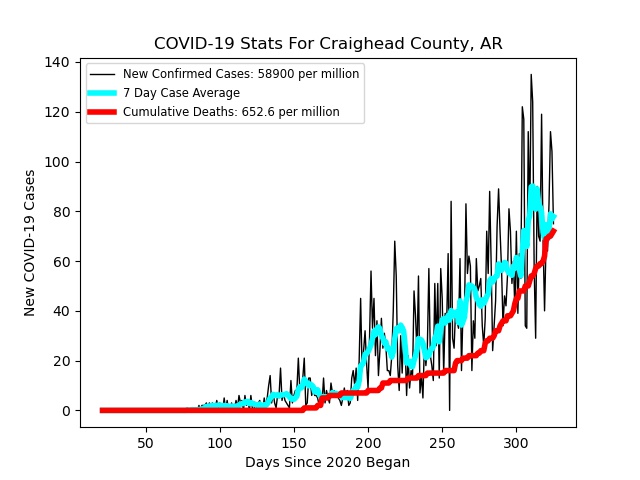 COVID-19 Stats For Craighead County, AR
New Confirmed Cases: 58900 per million
7 Day Case Average
Cumulative Deaths: 652.6 per million
140
120
100
80
60
40
20
0
New COVID-19 Cases
50 100 150 200 250 300
Days Since 2020 Began